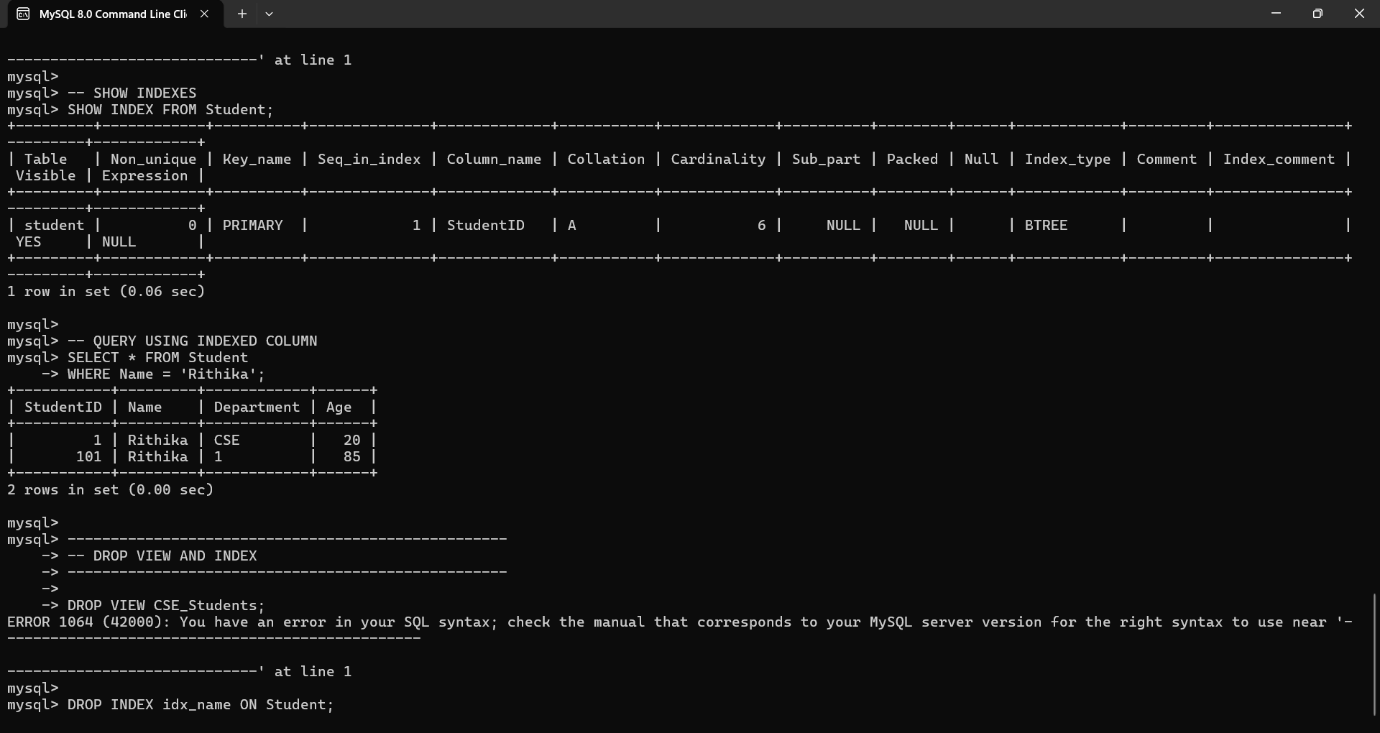 MySQL 8.0 Command Line Cli
-----------------------------' at line 1
mysql>
mysql> -- SHOW INDEXES
mysql> SHOW INDEX FROM Student;
+---------+------------+----------+--------------+-------------+-----------+-------------+----------+--------+------+------------+---------+---------------+
---------+------------+
| Table   | Non_unique | Key_name | Seq_in_index | Column_name | Collation | Cardinality | Sub_part | Packed | Null | Index_type | Comment | Index_comment |
 Visible | Expression |
+---------+------------+----------+--------------+-------------+-----------+-------------+----------+--------+------+------------+---------+---------------+
---------+------------+
| student |          0 | PRIMARY  |            1 | StudentID   | A         |           6 |     NULL |   NULL |      | BTREE      |         |               |
 YES     | NULL       |
+---------+------------+----------+--------------+-------------+-----------+-------------+----------+--------+------+------------+---------+---------------+
---------+------------+
1 row in set (0.06 sec)
mysql>
mysql> -- QUERY USING INDEXED COLUMN
mysql> SELECT * FROM Student
    -> WHERE Name = 'Rithika';
+-----------+---------+------------+------+
| StudentID | Name    | Department | Age  |
+-----------+---------+------------+------+
|         1 | Rithika | CSE        |   20 |
|       101 | Rithika | 1          |   85 |
+-----------+---------+------------+------+
2 rows in set (0.00 sec)
mysql>
mysql> ---------------------------------------------------
    -> -- DROP VIEW AND INDEX
    -> ---------------------------------------------------
    ->
    -> DROP VIEW CSE_Students;
ERROR 1064 (42000): You have an error in your SQL syntax; check the manual that corresponds to your MySQL server version for the right syntax to use near '-
------------------------------------------------
-----------------------------' at line 1
mysql>
mysql> DROP INDEX idx_name ON Student;